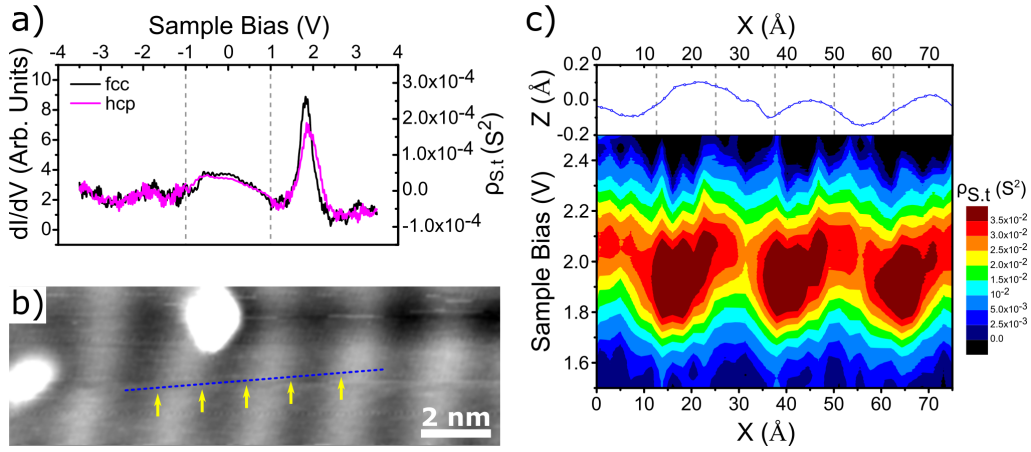 a)
Sample Bias (V)
-4 -3 -2 -1 0 1 2 3 4
dI/dV (Arb. Units)
10
8
6
4
2
0
fcc
hcp
3.0x10⁻⁴
2.0x10⁻⁴
1.0x10⁻⁴
0.0
-1.0x10⁻⁴
ρS,t (S²)
b)
2 nm
c)
X (Å)
0 10 20 30 40 50 60 70
Z (Å)
0.2
0.0
-0.2
Sample Bias (V)
2.4
2.2
2.0
1.8
1.6
0 10 20 30 40 50 60 70
X (Å)
ρS,t (S²)
3.5x10⁻²
3.0x10⁻²
2.5x10⁻²
2.0x10⁻²
1.5x10⁻²
10⁻²
5.0x10⁻³
2.5x10⁻³
0.0